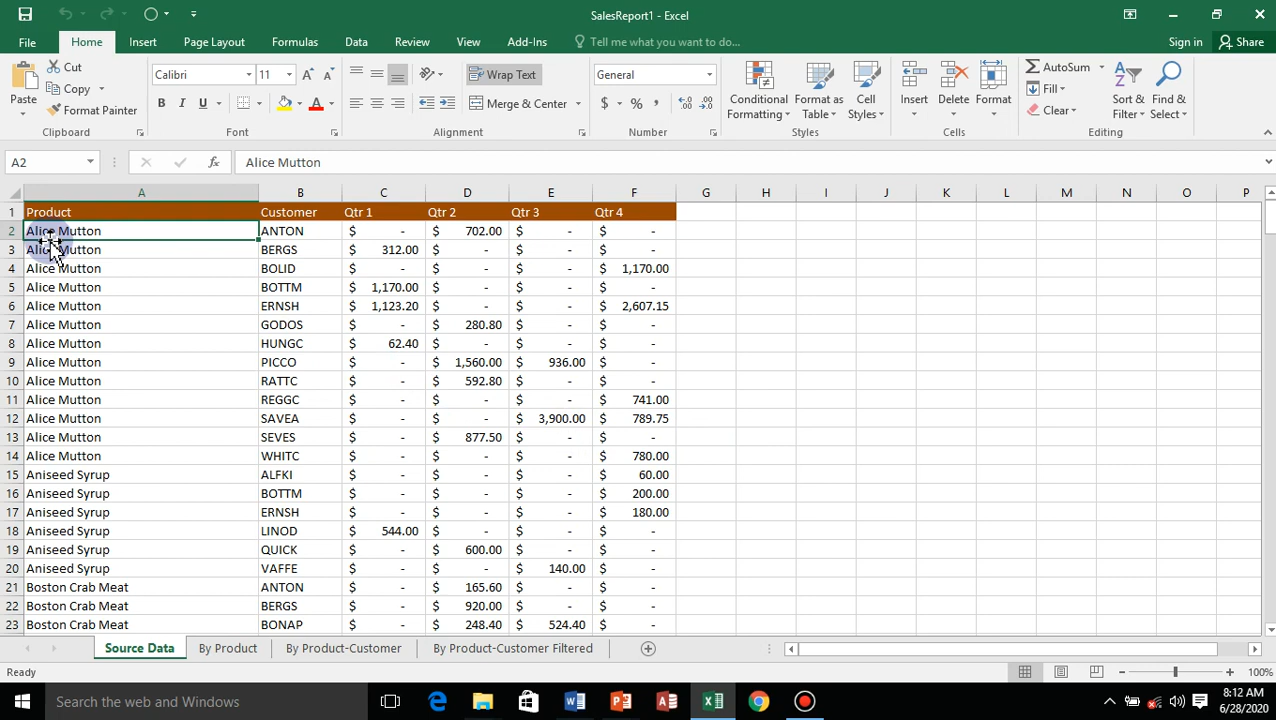 SalesReport1 - Excel
File Home Insert Page Layout Formulas Data Review View Add-Ins Tell me what you want to do... Sign in Share
Cut
Copy
Format Painter
Paste
Clipboard
Calibri 11
B I U
Font
Wrap Text
Merge & Center
Alignment
General
$ % ,
Number
Conditional Formatting
Format as Table
Cell Styles
Styles
Insert Delete Format
Cells
AutoSum
Fill
Clear
Sort & Filter
Find & Select
Editing
A2 fx Alice Mutton
A B C D E F G H I J K L M N O P
1 Product Customer Qtr 1 Qtr 2 Qtr 3 Qtr 4
2 Alice Mutton ANTON $ - $ 702.00 $ - $ -
3 Alice Mutton BERGS $ 312.00 $ - $ - $ -
4 Alice Mutton BOLID $ - $ - $ - $ 1,170.00
5 Alice Mutton BOTTM $ 1,170.00 $ - $ - $ -
6 Alice Mutton ERNSH $ 1,123.20 $ - $ - $ 2,607.15
7 Alice Mutton GODOS $ - $ 280.80 $ - $ -
8 Alice Mutton HUNGC $ 62.40 $ - $ - $ -
9 Alice Mutton PICCO $ - $ 1,560.00 $ 936.00 $ -
10 Alice Mutton RATTC $ - $ 592.80 $ - $ -
11 Alice Mutton REGGC $ - $ - $ - $ 741.00
12 Alice Mutton SAVEA $ - $ - $ 3,900.00 $ 789.75
13 Alice Mutton SEVES $ - $ 877.50 $ - $ -
14 Alice Mutton WHITC $ - $ - $ - $ 780.00
15 Aniseed Syrup ALFKI $ - $ - $ - $ 60.00
16 Aniseed Syrup BOTTM $ - $ - $ - $ 200.00
17 Aniseed Syrup ERNSH $ - $ - $ - $ 180.00
18 Aniseed Syrup LINOD $ 544.00 $ - $ - $ -
19 Aniseed Syrup QUICK $ - $ 600.00 $ - $ -
20 Aniseed Syrup VAFFE $ - $ - $ 140.00 $ -
21 Boston Crab Meat ANTON $ - $ 165.60 $ - $ -
22 Boston Crab Meat BERGS $ - $ 920.00 $ - $ -
23 Boston Crab Meat BONAP $ - $ 248.40 $ 524.40 $ -
Source Data By Product By Product-Customer By Product-Customer Filtered
Ready 100%
Search the web and Windows
8:12 AM
6/28/2020